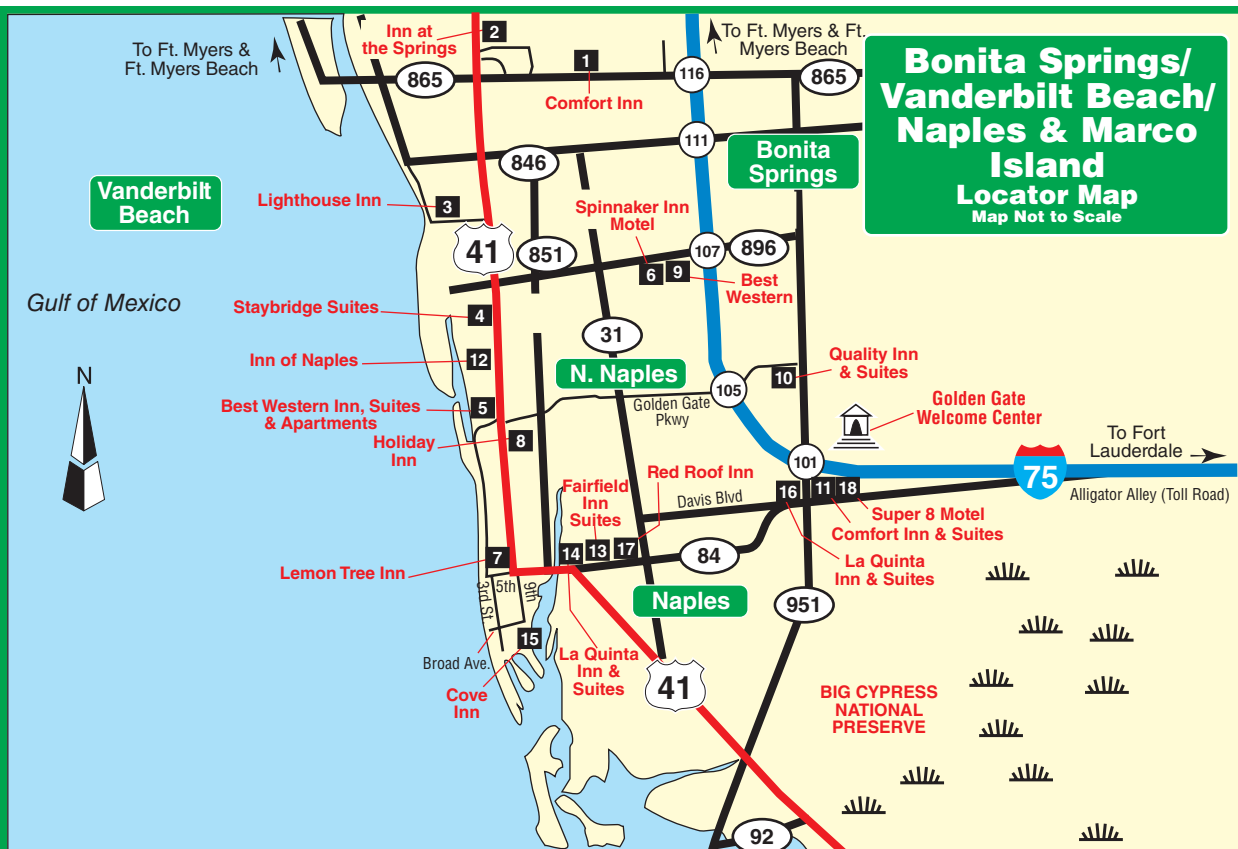 Bonita Springs/
Vanderbilt Beach/
Naples & Marco
Island
Locator Map
Map Not to Scale
To Ft. Myers &
Ft. Myers Beach
Inn at
the Springs
2
To Ft. Myers & Ft.
Myers Beach
865
1
Comfort Inn
116
865
111
846
Bonita
Springs
Vanderbilt
Beach
Lighthouse Inn
3
Spinnaker Inn
Motel
41
851
107
896
6
9
Best
Western
Gulf of Mexico
Staybridge Suites
4
31
Inn of Naples
12
N. Naples
105
10
Quality Inn
& Suites
N
Best Western Inn, Suites
& Apartments
5
Golden Gate
Pkwy
Golden Gate
Welcome Center
Holiday
Inn
8
101
To Fort
Lauderdale
75
Alligator Alley (Toll Road)
Fairfield
Inn
Suites
Red Roof Inn
Davis Blvd
16
11
18
Super 8 Motel
Comfort Inn & Suites
La Quinta
Inn & Suites
7
14
13
17
84
Lemon Tree Inn
3rd St.
5th
9th
Naples
951
Broad Ave.
15
Cove
Inn
La Quinta
Inn &
Suites
41
BIG CYPRESS
NATIONAL
PRESERVE
92